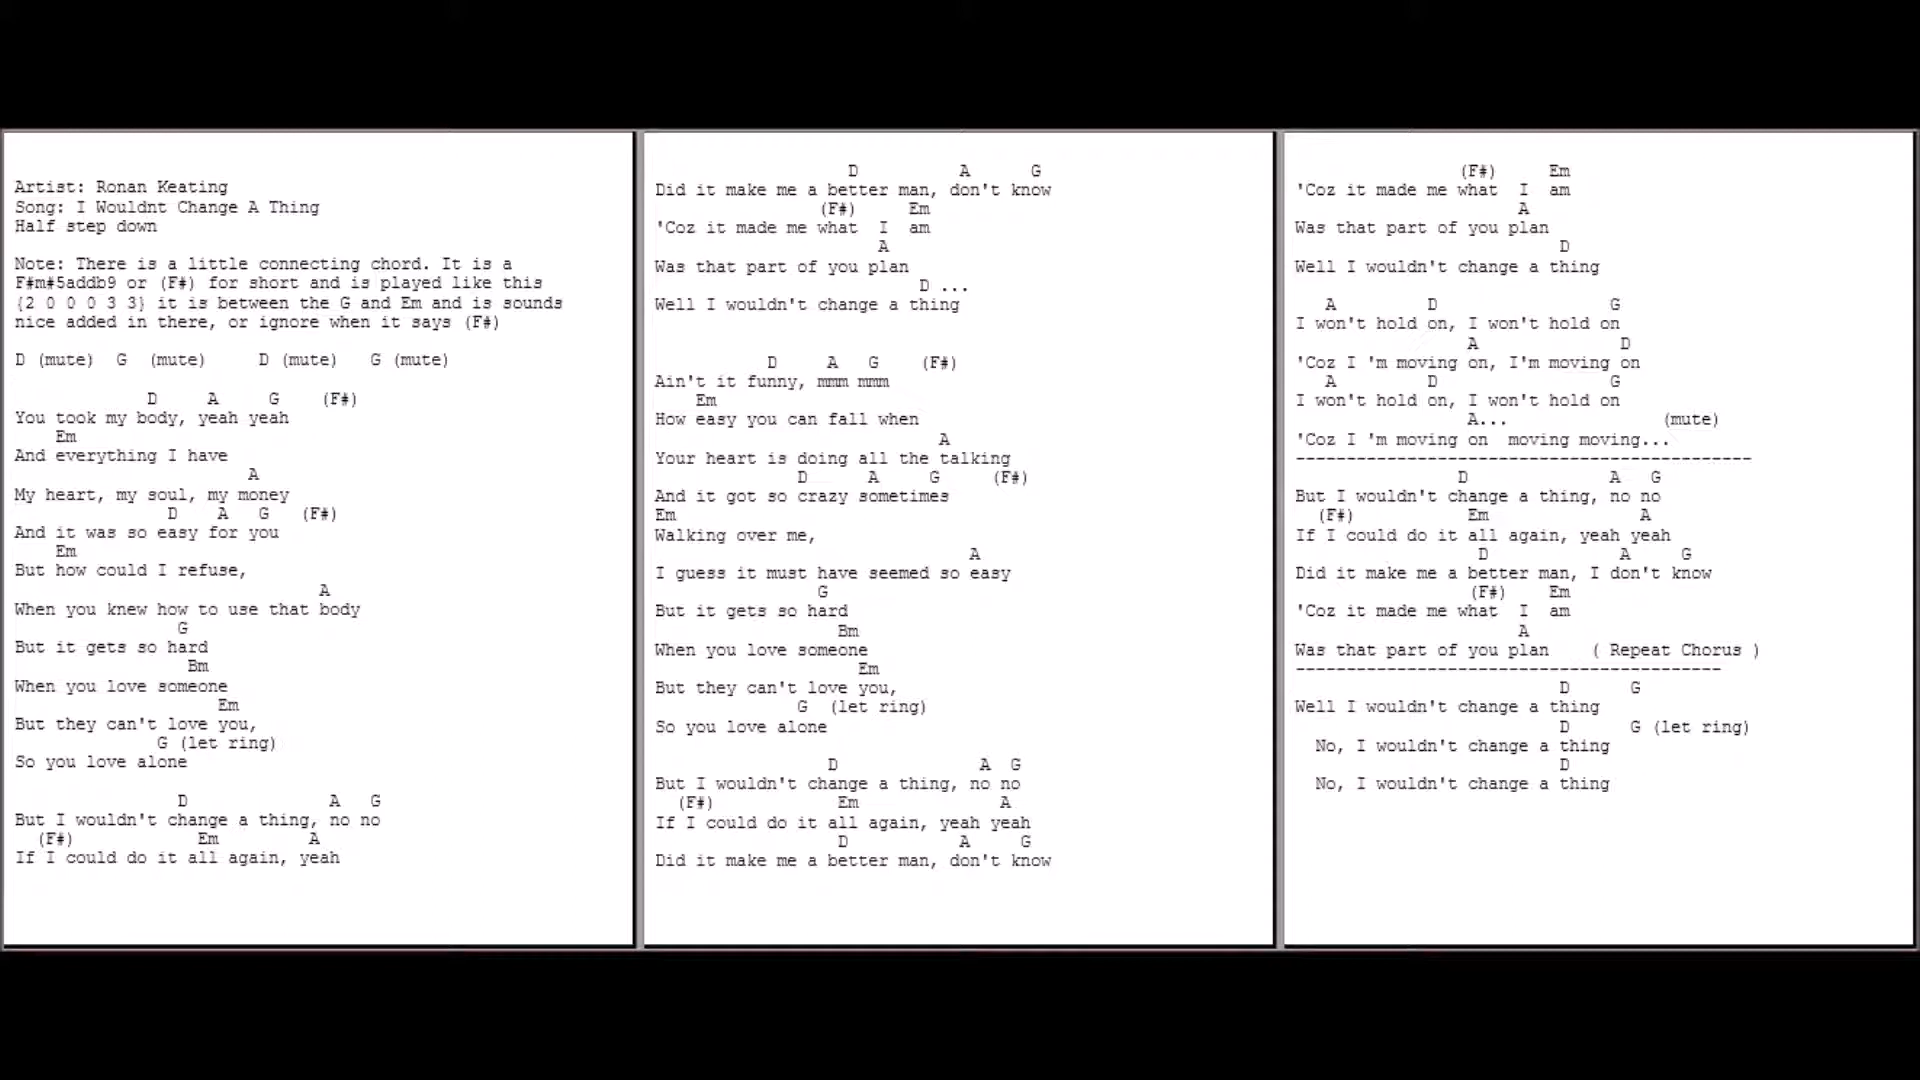 Artist: Ronan Keating
Song: I Wouldnt Change A Thing
Half step down
Note: There is a little connecting chord. It is a
F#m#5addb9 or (F#) for short and is played like this
{2 0 0 0 3 3} it is between the G and Em and is sounds
nice added in there, or ignore when it says (F#)
D (mute)  G  (mute)     D (mute)   G (mute)
D     A     G    (F#)
You took my body, yeah yeah
Em
And everything I have
A
My heart, my soul, my money
D    A   G   (F#)
And it was so easy for you
Em
But how could I refuse,
A
When you knew how to use that body
G
But it gets so hard
Bm
When you love someone
Em
But they can't love you,
G (let ring)
So you love alone
D              A   G
But I wouldn't change a thing, no no
(F#)            Em         A
If I could do it all again, yeah
D          A      G
Did it make me a better man, don't know
(F#)     Em
'Coz it made me what  I  am
A
Was that part of you plan
D ...
Well I wouldn't change a thing
D     A   G    (F#)
Ain't it funny, mmm mmm
Em
How easy you can fall when
A
Your heart is doing all the talking
D      A     G     (F#)
And it got so crazy sometimes
Em
Walking over me,
A
I guess it must have seemed so easy
G
But it gets so hard
Bm
When you love someone
Em
But they can't love you,
G  (let ring)
So you love alone
D              A  G
But I wouldn't change a thing, no no
(F#)            Em              A
If I could do it all again, yeah yeah
D           A     G
Did it make me a better man, don't know
(F#)     Em
'Coz it made me what  I  am
A
Was that part of you plan
D
Well I wouldn't change a thing
A         D                 G
I won't hold on, I won't hold on
A              D
'Coz I 'm moving on, I'm moving on
A         D                 G
I won't hold on, I won't hold on
A...               (mute)
'Coz I 'm moving on  moving moving...
---------------------------------------------
D              A   G
But I wouldn't change a thing, no no
(F#)           Em               A
If I could do it all again, yeah yeah
D             A     G
Did it make me a better man, I don't know
(F#)     Em
'Coz it made me what  I  am
A
Was that part of you plan    ( Repeat Chorus )
------------------------------------------
D      G
Well I wouldn't change a thing
D      G (let ring)
No, I wouldn't change a thing
D
No, I wouldn't change a thing